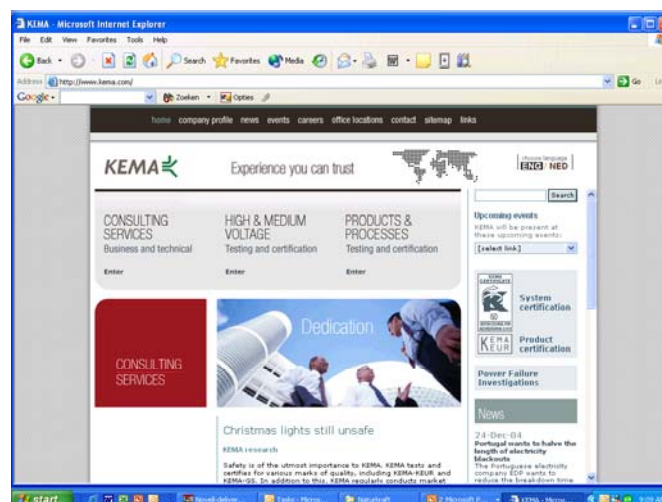 KEMA - Microsoft Internet Explorer
File Edit View Favorites Tools Help
Back Search Favorites Media
Address http://www.kema.com/ Go
Google Zoeken Opties
home company profile news events careers office locations contact sitemap links
KEMA Experience you can trust
choose language
ENG NED
Search
CONSULTING
SERVICES
Business and technical
Enter
HIGH & MEDIUM
VOLTAGE
Testing and certification
Enter
PRODUCTS &
PROCESSES
Testing and certification
Enter
Upcoming events
KEMA will be present at
these upcoming events:
[select link]
KEMA
CERTIFICATE
ISO
System
certification
KEMA
KEUR
Product
certification
Power Failure
Investigations
CONSULTING
SERVICES
Dedication
Christmas lights still unsafe
KEMA research
Safety is of the utmost importance to KEMA. KEMA tests and
certifies for various marks of quality, including KEMA-KEUR and
KEMA-GS. In addition to this, KEMA regularly conducts market
News
24-Dec-04
Portugal wants to halve the
length of electricity
blackouts
The Portuguese electricity
company EDP wants to
reduce the breakdown time
start